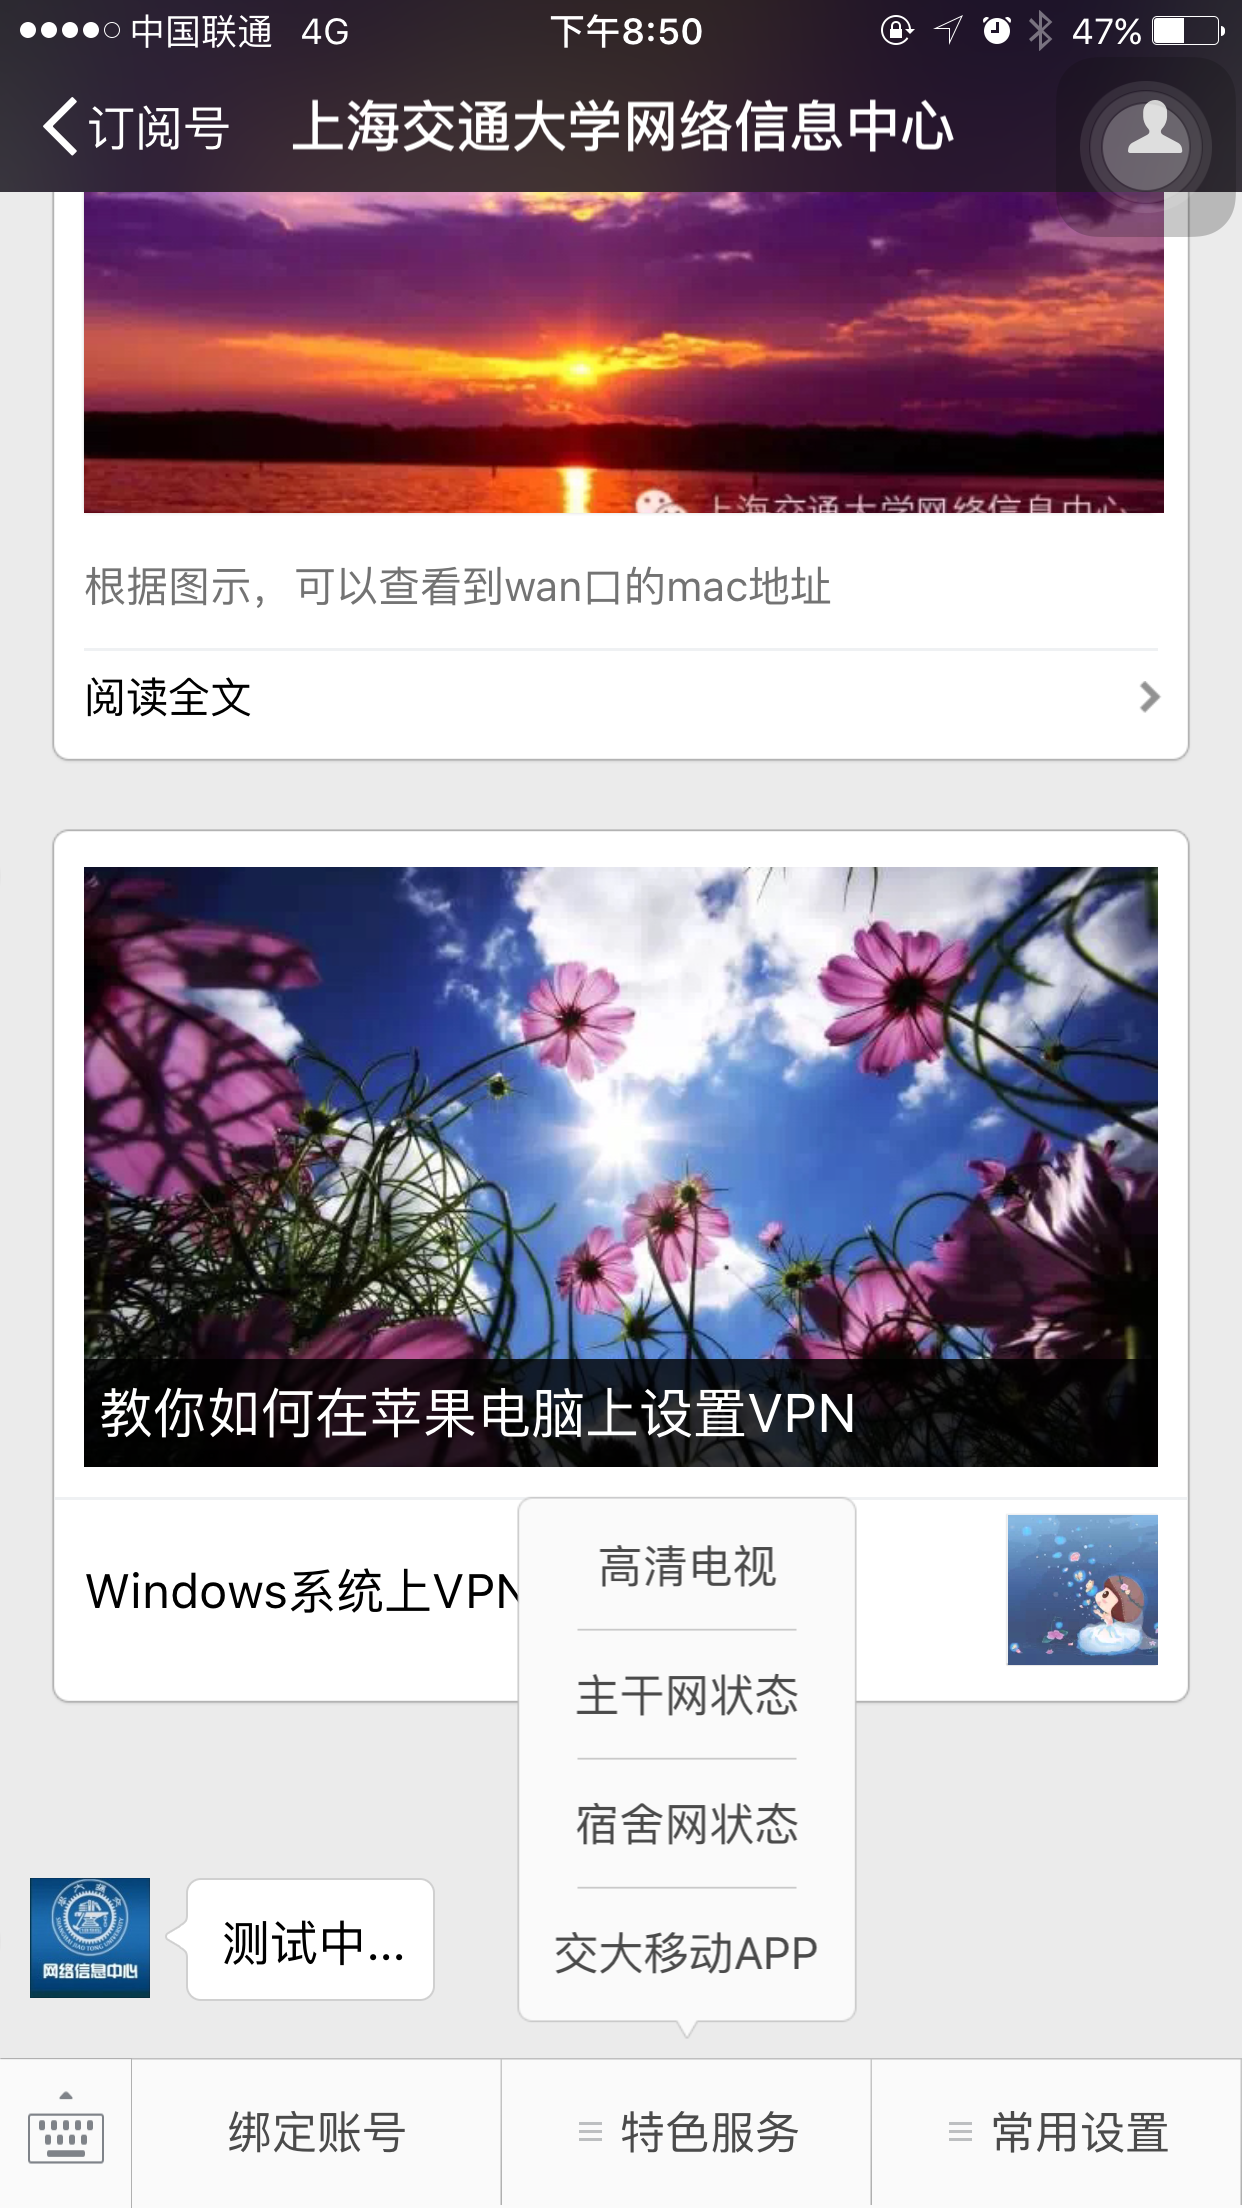 中国联通 4G 下午8:50 47%
订阅号 上海交通大学网络信息中心
上海交通大学网络信息中心
根据图示，可以查看到wan口的mac地址
阅读全文
教你如何在苹果电脑上设置VPN
Windows系统上VPN
高清电视
主干网状态
宿舍网状态
交大移动APP
网络信息中心
测试中...
绑定账号 特色服务 常用设置